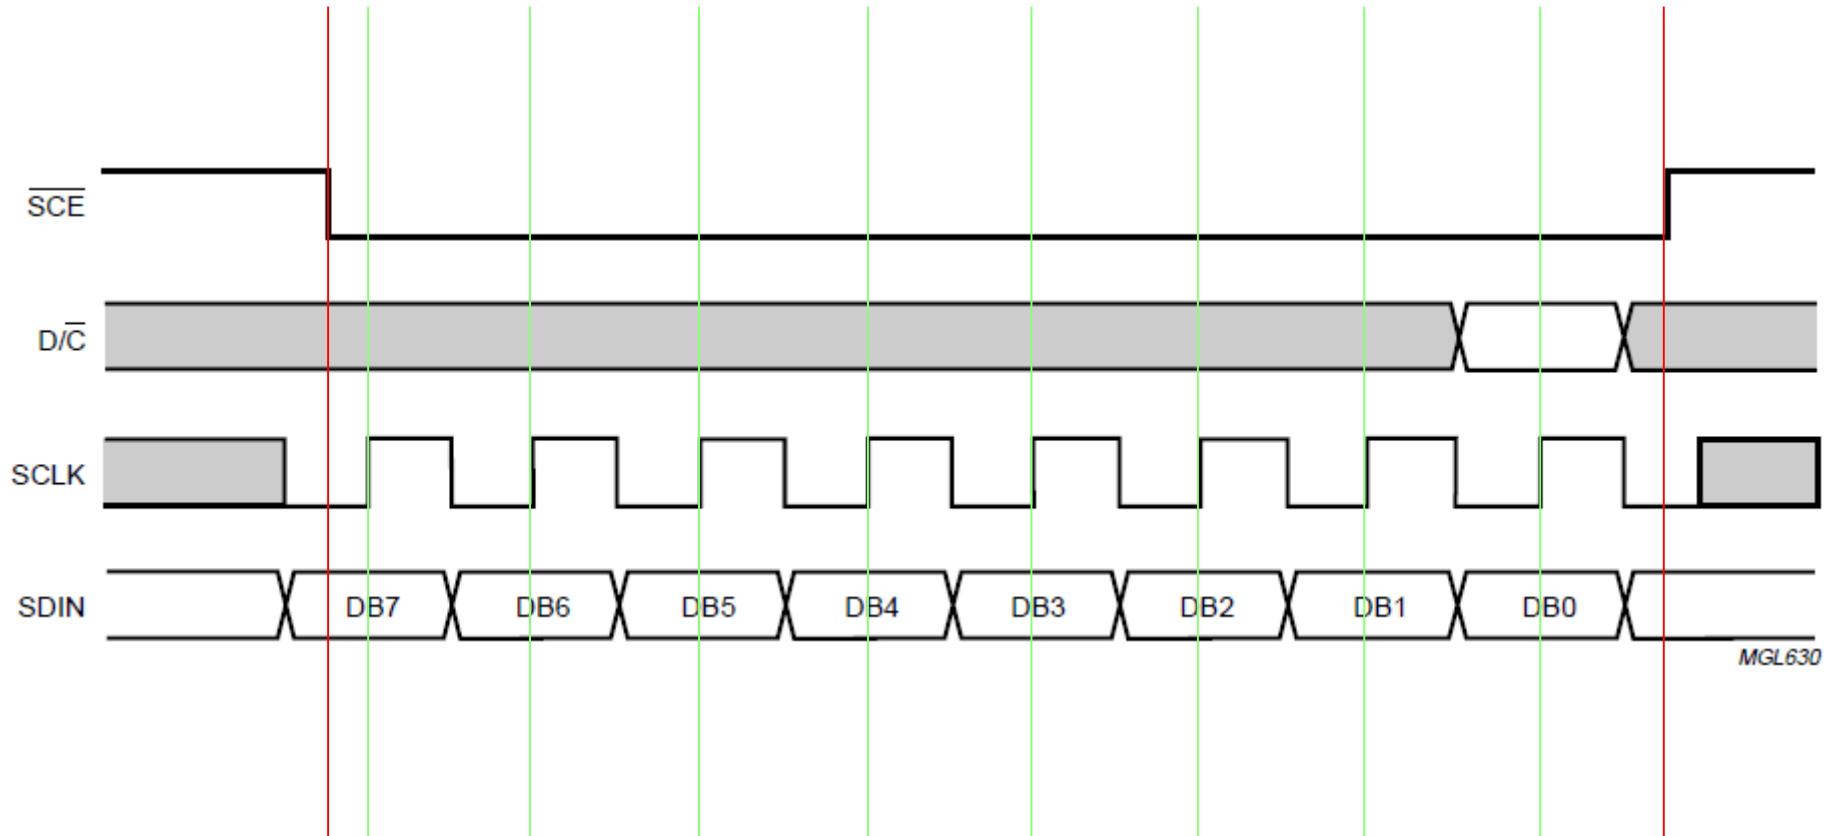 SCE
D/C
SCLK
SDIN DB7 DB6 DB5 DB4 DB3 DB2 DB1 DB0
MGL630